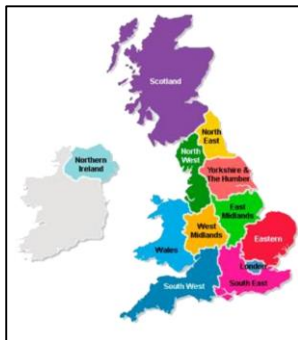 Scotland
North
East
Northern
Ireland
North
West
Yorkshire &
The Humber
East
Midlands
West
Midlands
Wales
Eastern
London
South West
South East